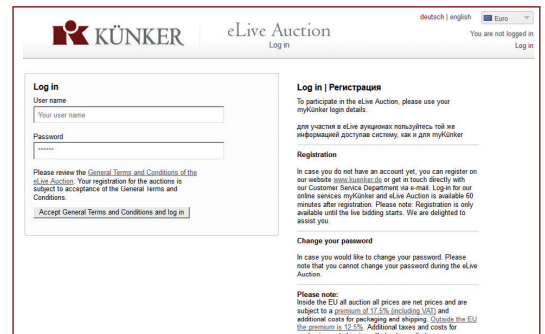 deutsch | english
Euro
KÜNKER
eLive Auction
Log in
You are not logged in
Log in
Log in
User name
Your user name
Password
••••••
Please review the General Terms and Conditions of the
eLive Auction. Your registration for the auctions is
subject to acceptance of the General Terms and
Conditions.
Accept General Terms and Conditions and log in
Log in | Регистрация
To participate in the eLive Auction, please use your
myKünker login details.
для участия в eLive аукционах пользуйтесь той же
информацией доступав систему, как и для myKünker
Registration
In case you do not have an account yet, you can register on
our website www.kuenker.de or get in touch directly with
our Customer Service Department via e-mail. Log-in for our
online services myKünker and eLive Auction is available 60
minutes after registration. Please note: Registration is only
available until the live bidding starts. We are delighted to
assist you.
Change your password
In case you would like to change your password. Please
note that you cannot change your password during the eLive
Auction.
Please note:
Inside the EU all auction all prices are net prices and are
subject to a premium of 17.5% (including VAT) and
additional costs for packaging and shipping. Outside the EU
the premium is 12.5%. Additional taxes and costs for